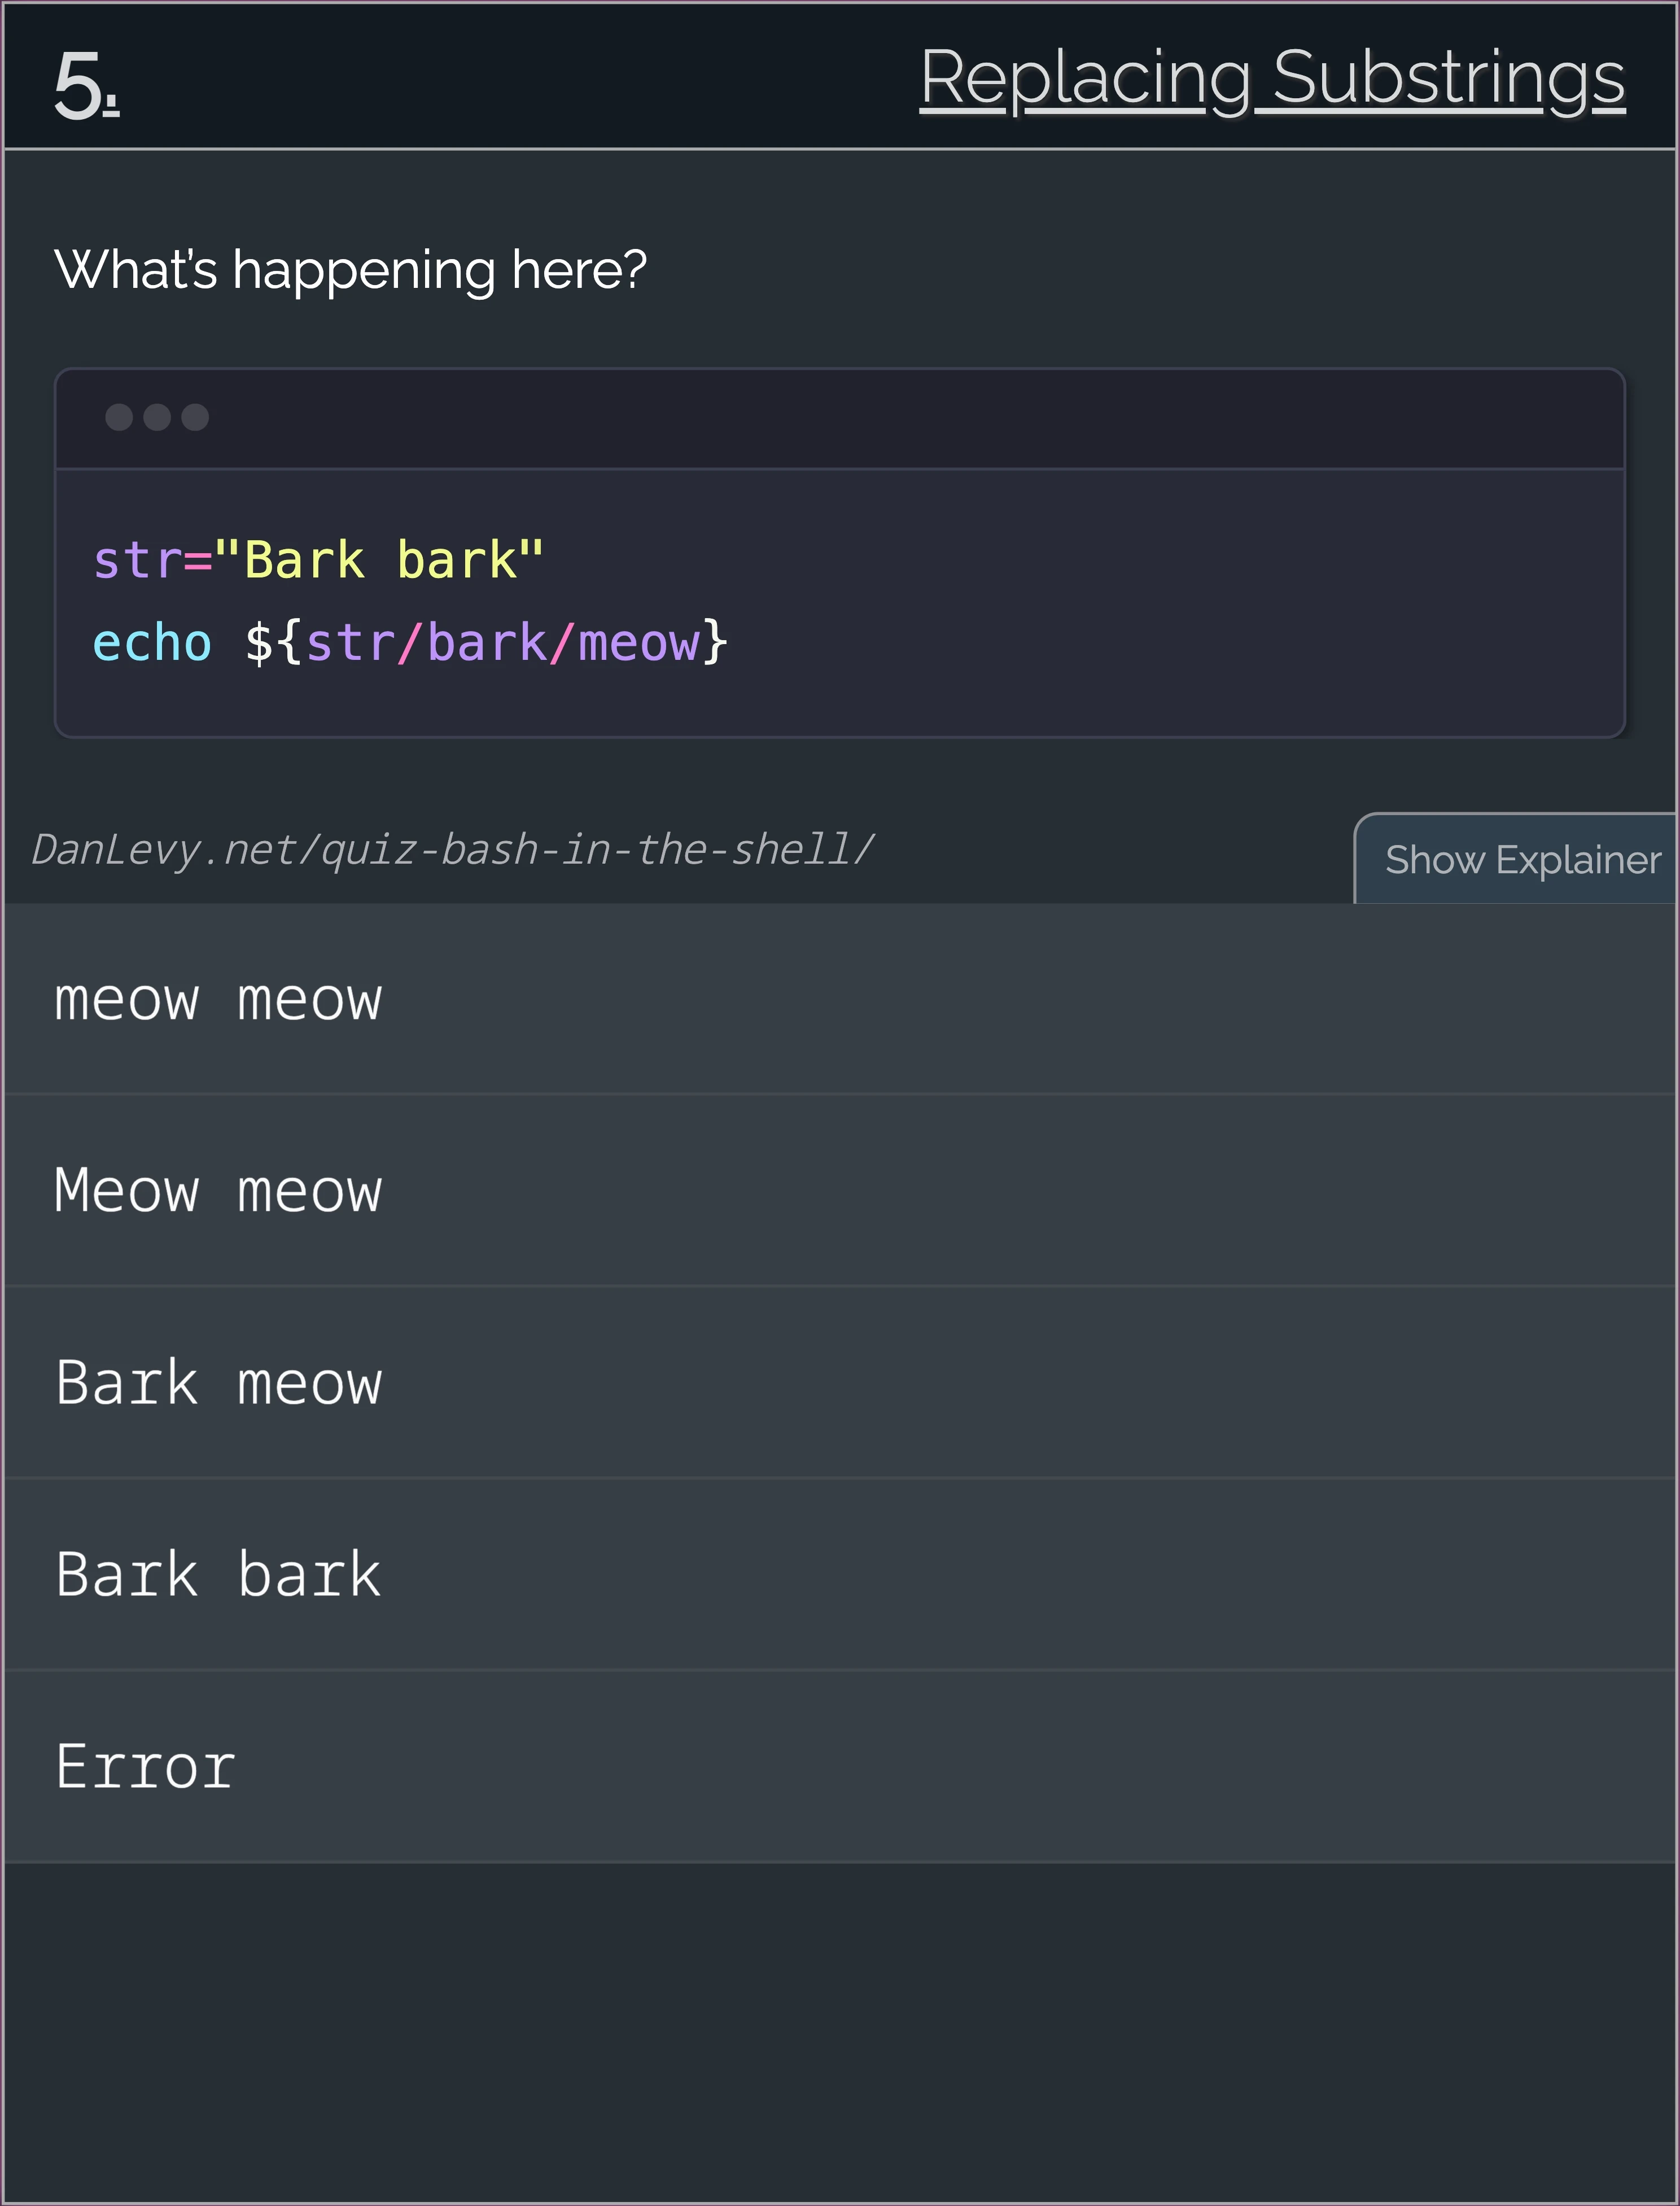 5.
Replacing Substrings
What’s happening here?
str="Bark bark"
echo ${str/bark/meow}
DanLevy.net/quiz-bash-in-the-shell/
Show Explainer
meow meow
Meow meow
Bark meow
Bark bark
Error